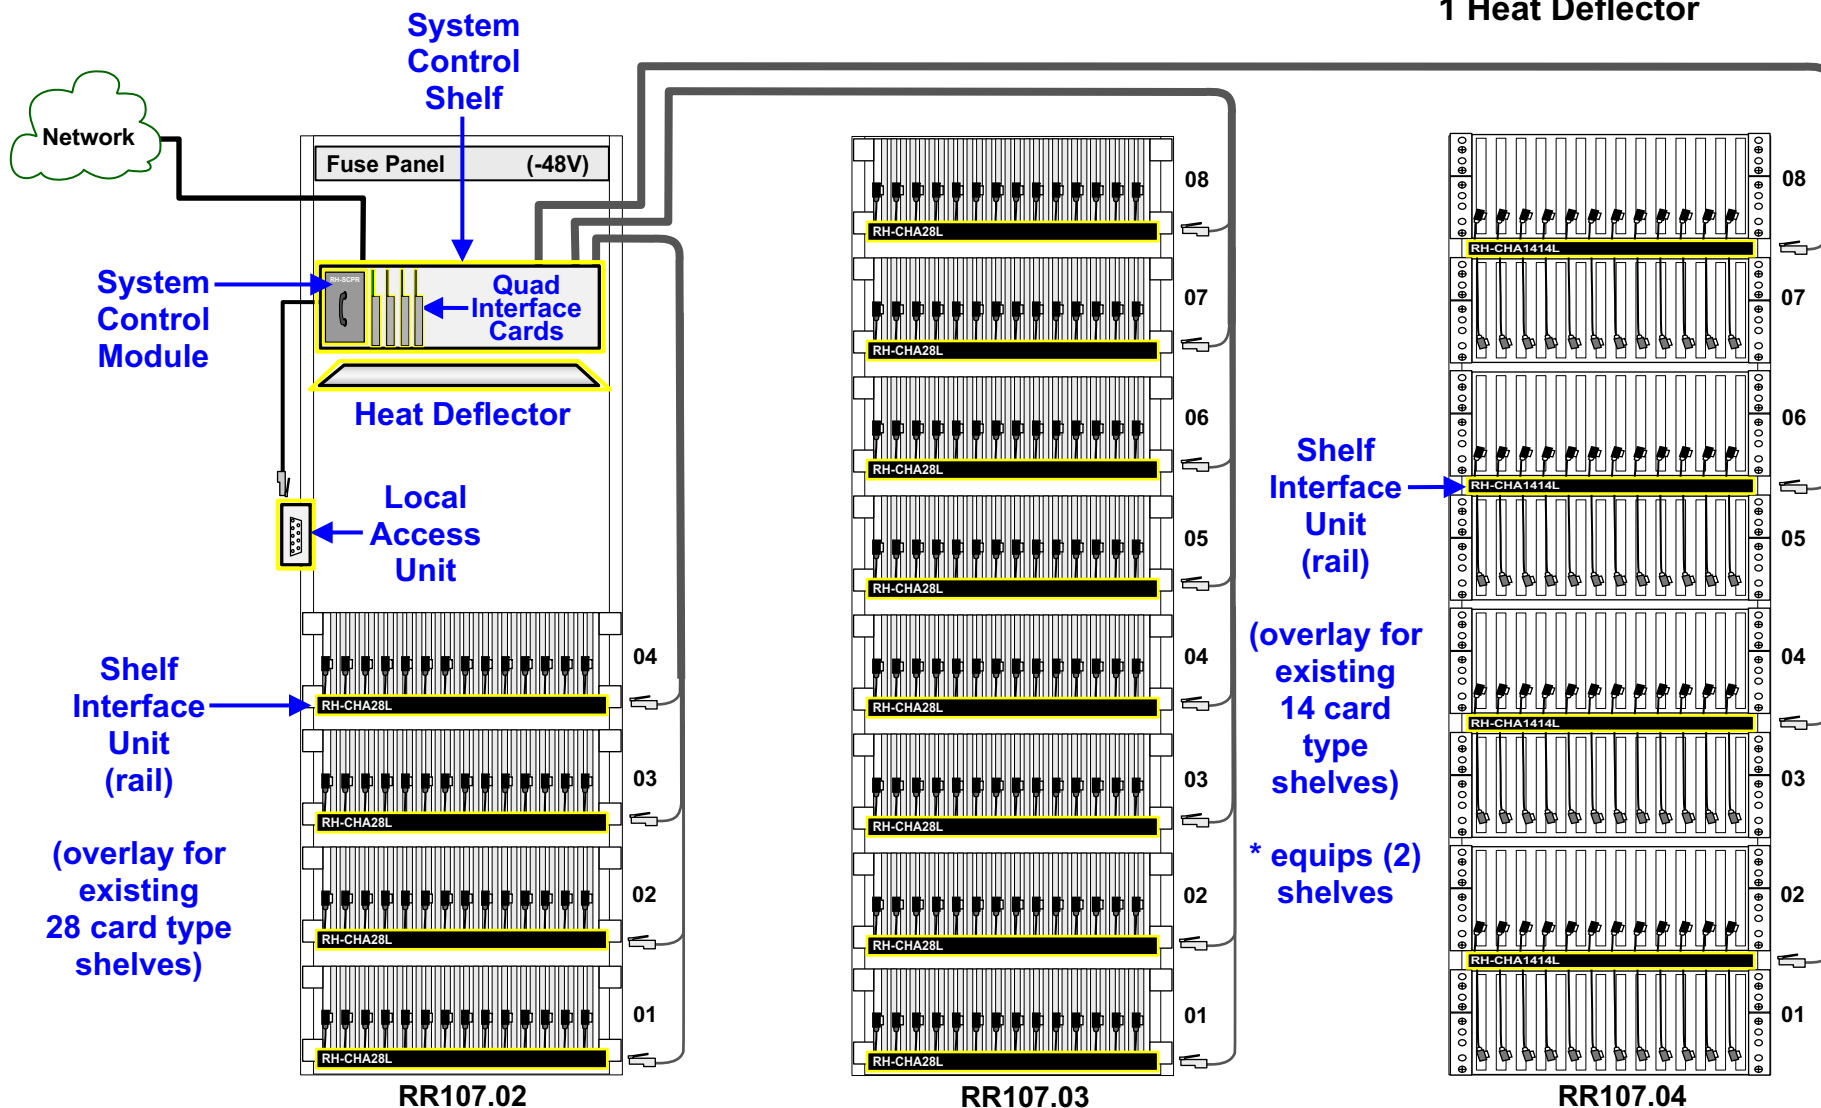 1 Heat Deflector
System
Control
Shelf
Network
Fuse Panel (-48V)
System
Control
Module
RH-SCPR
Quad
Interface
Cards
Heat Deflector
Local
Access
Unit
Shelf
Interface
Unit
(rail)
(overlay for
existing
28 card type
shelves)
04
RH-CHA28L
03
RH-CHA28L
02
RH-CHA28L
01
RH-CHA28L
RR107.02
08
RH-CHA28L
07
RH-CHA28L
06
RH-CHA28L
05
RH-CHA28L
04
RH-CHA28L
03
RH-CHA28L
02
RH-CHA28L
01
RH-CHA28L
RR107.03
Shelf
Interface
Unit
(rail)
(overlay for
existing
14 card
type
shelves)
* equips (2)
shelves
08
RH-CHA1414L
07
06
RH-CHA1414L
05
04
RH-CHA1414L
03
02
RH-CHA1414L
01
RR107.04